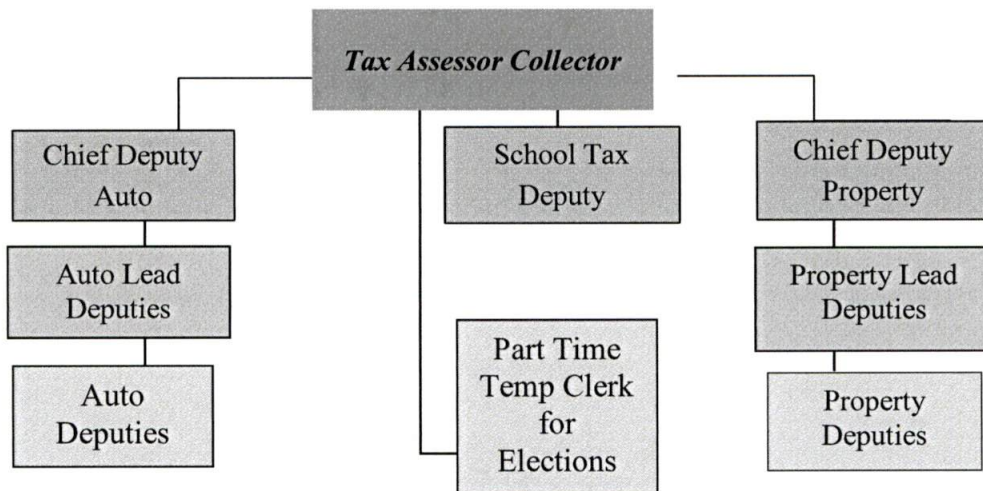 Tax Assessor Collector
Chief Deputy
Auto
School Tax
Deputy
Chief Deputy
Property
Auto Lead
Deputies
Property Lead
Deputies
Part Time
Temp Clerk
for
Elections
Auto
Deputies
Property
Deputies